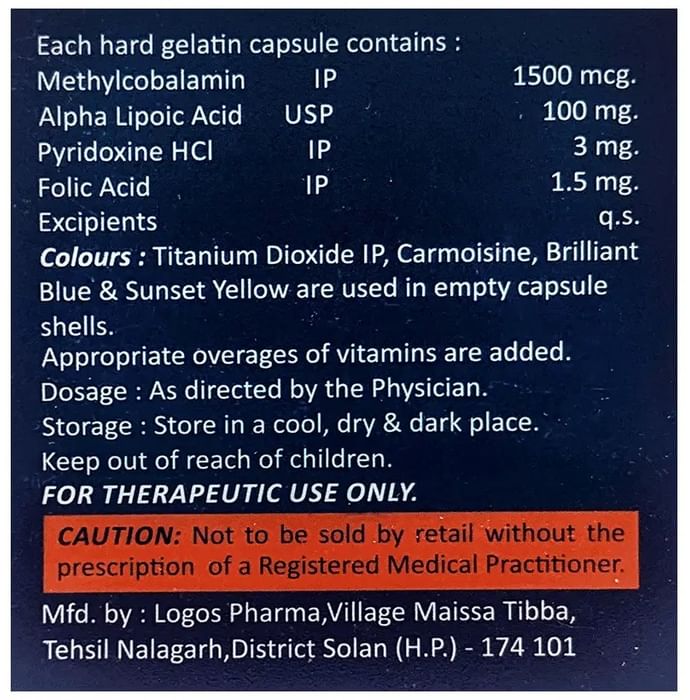 Each hard gelatin capsule contains :
Methylcobalamin IP 1500 mcg.
Alpha Lipoic Acid USP 100 mg.
Pyridoxine HCl IP 3 mg.
Folic Acid IP 1.5 mg.
Excipients q.s.
Colours : Titanium Dioxide IP, Carmoisine, Brilliant
Blue & Sunset Yellow are used in empty capsule
shells.
Appropriate overages of vitamins are added.
Dosage : As directed by the Physician.
Storage : Store in a cool, dry & dark place.
Keep out of reach of children.
FOR THERAPEUTIC USE ONLY.
CAUTION: Not to be sold by retail without the
prescription of a Registered Medical Practitioner.
Mfd. by : Logos Pharma,Village Maissa Tibba,
Tehsil Nalagarh,District Solan (H.P.) - 174 101